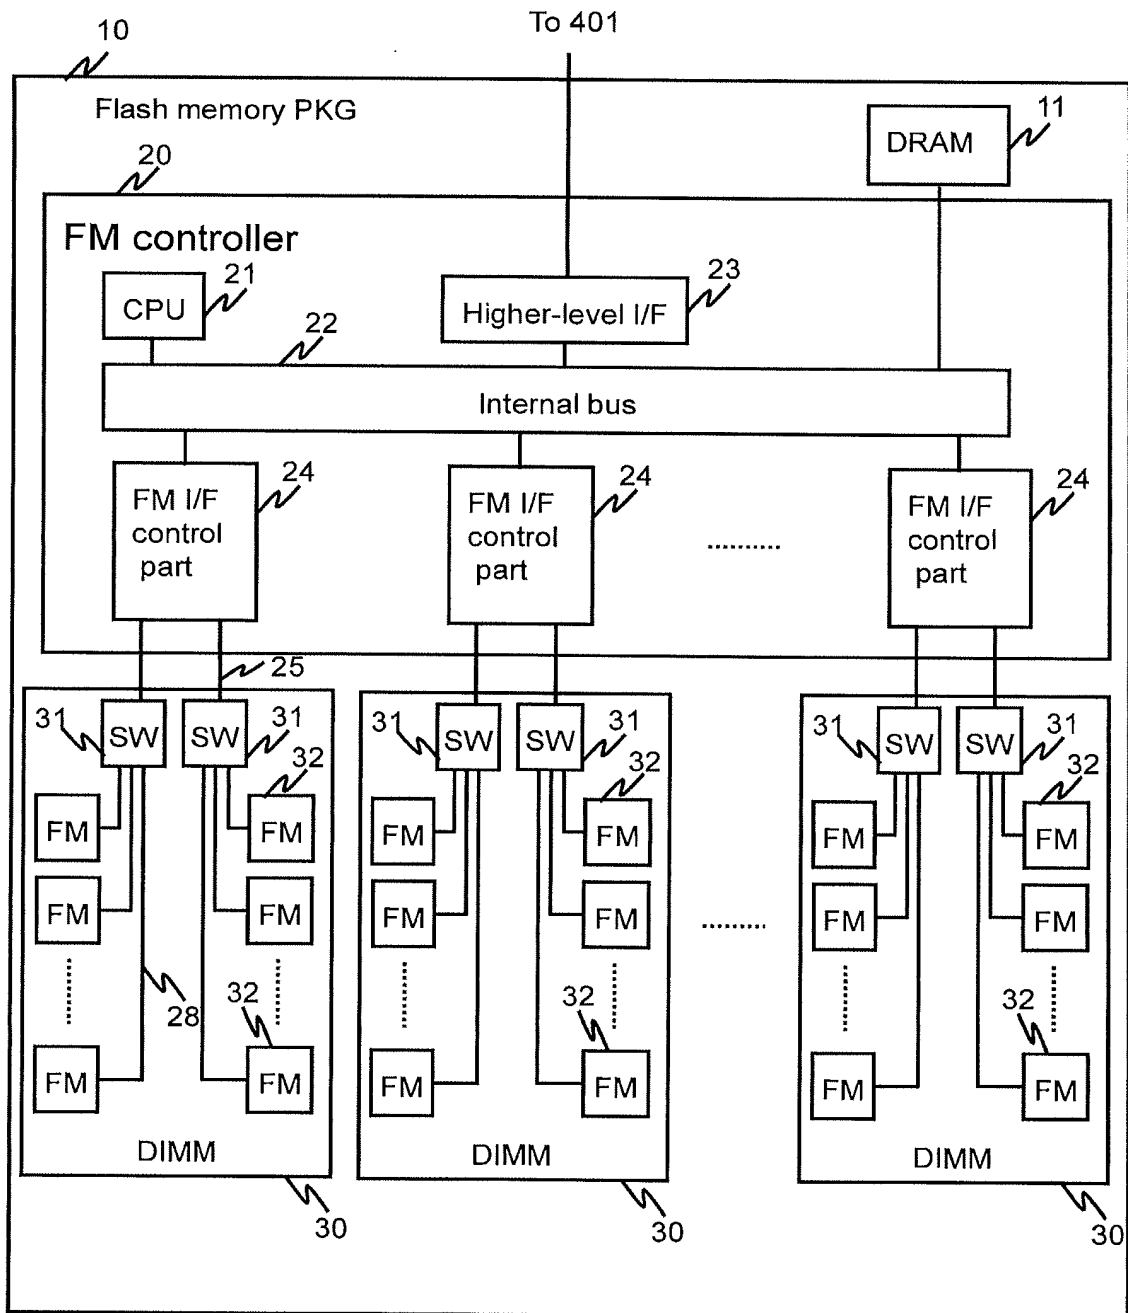 To 401
10
Flash memory PKG
DRAM
11
20
FM controller
CPU
21
Higher-level I/F
23
22
Internal bus
FM I/F
control
part
24
FM I/F
control
part
24
FM I/F
control
part
24
25
31
SW
SW
31
31
SW
SW
31
31
SW
SW
31
32
32
32
FM
FM
FM
FM
FM
FM
FM
FM
FM
FM
FM
FM
28
32
32
32
FM
FM
FM
FM
FM
FM
DIMM
DIMM
DIMM
30
30
30